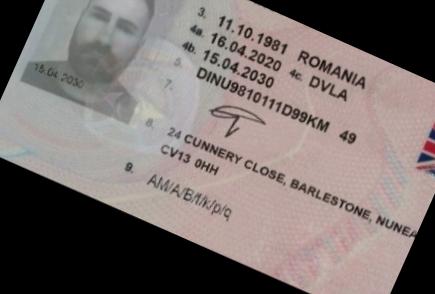 3. 11.10.1981 ROMANIA
4a. 16.04.2020 4c. DVLA
4b. 15.04.2030
5. DINU9810111D99KM 49
7.
8. 24 CUNNERY CLOSE, BARLESTONE, NUNEA
CV13 0HH
9. AM/A/B/f/k/p/q
15.04.2030